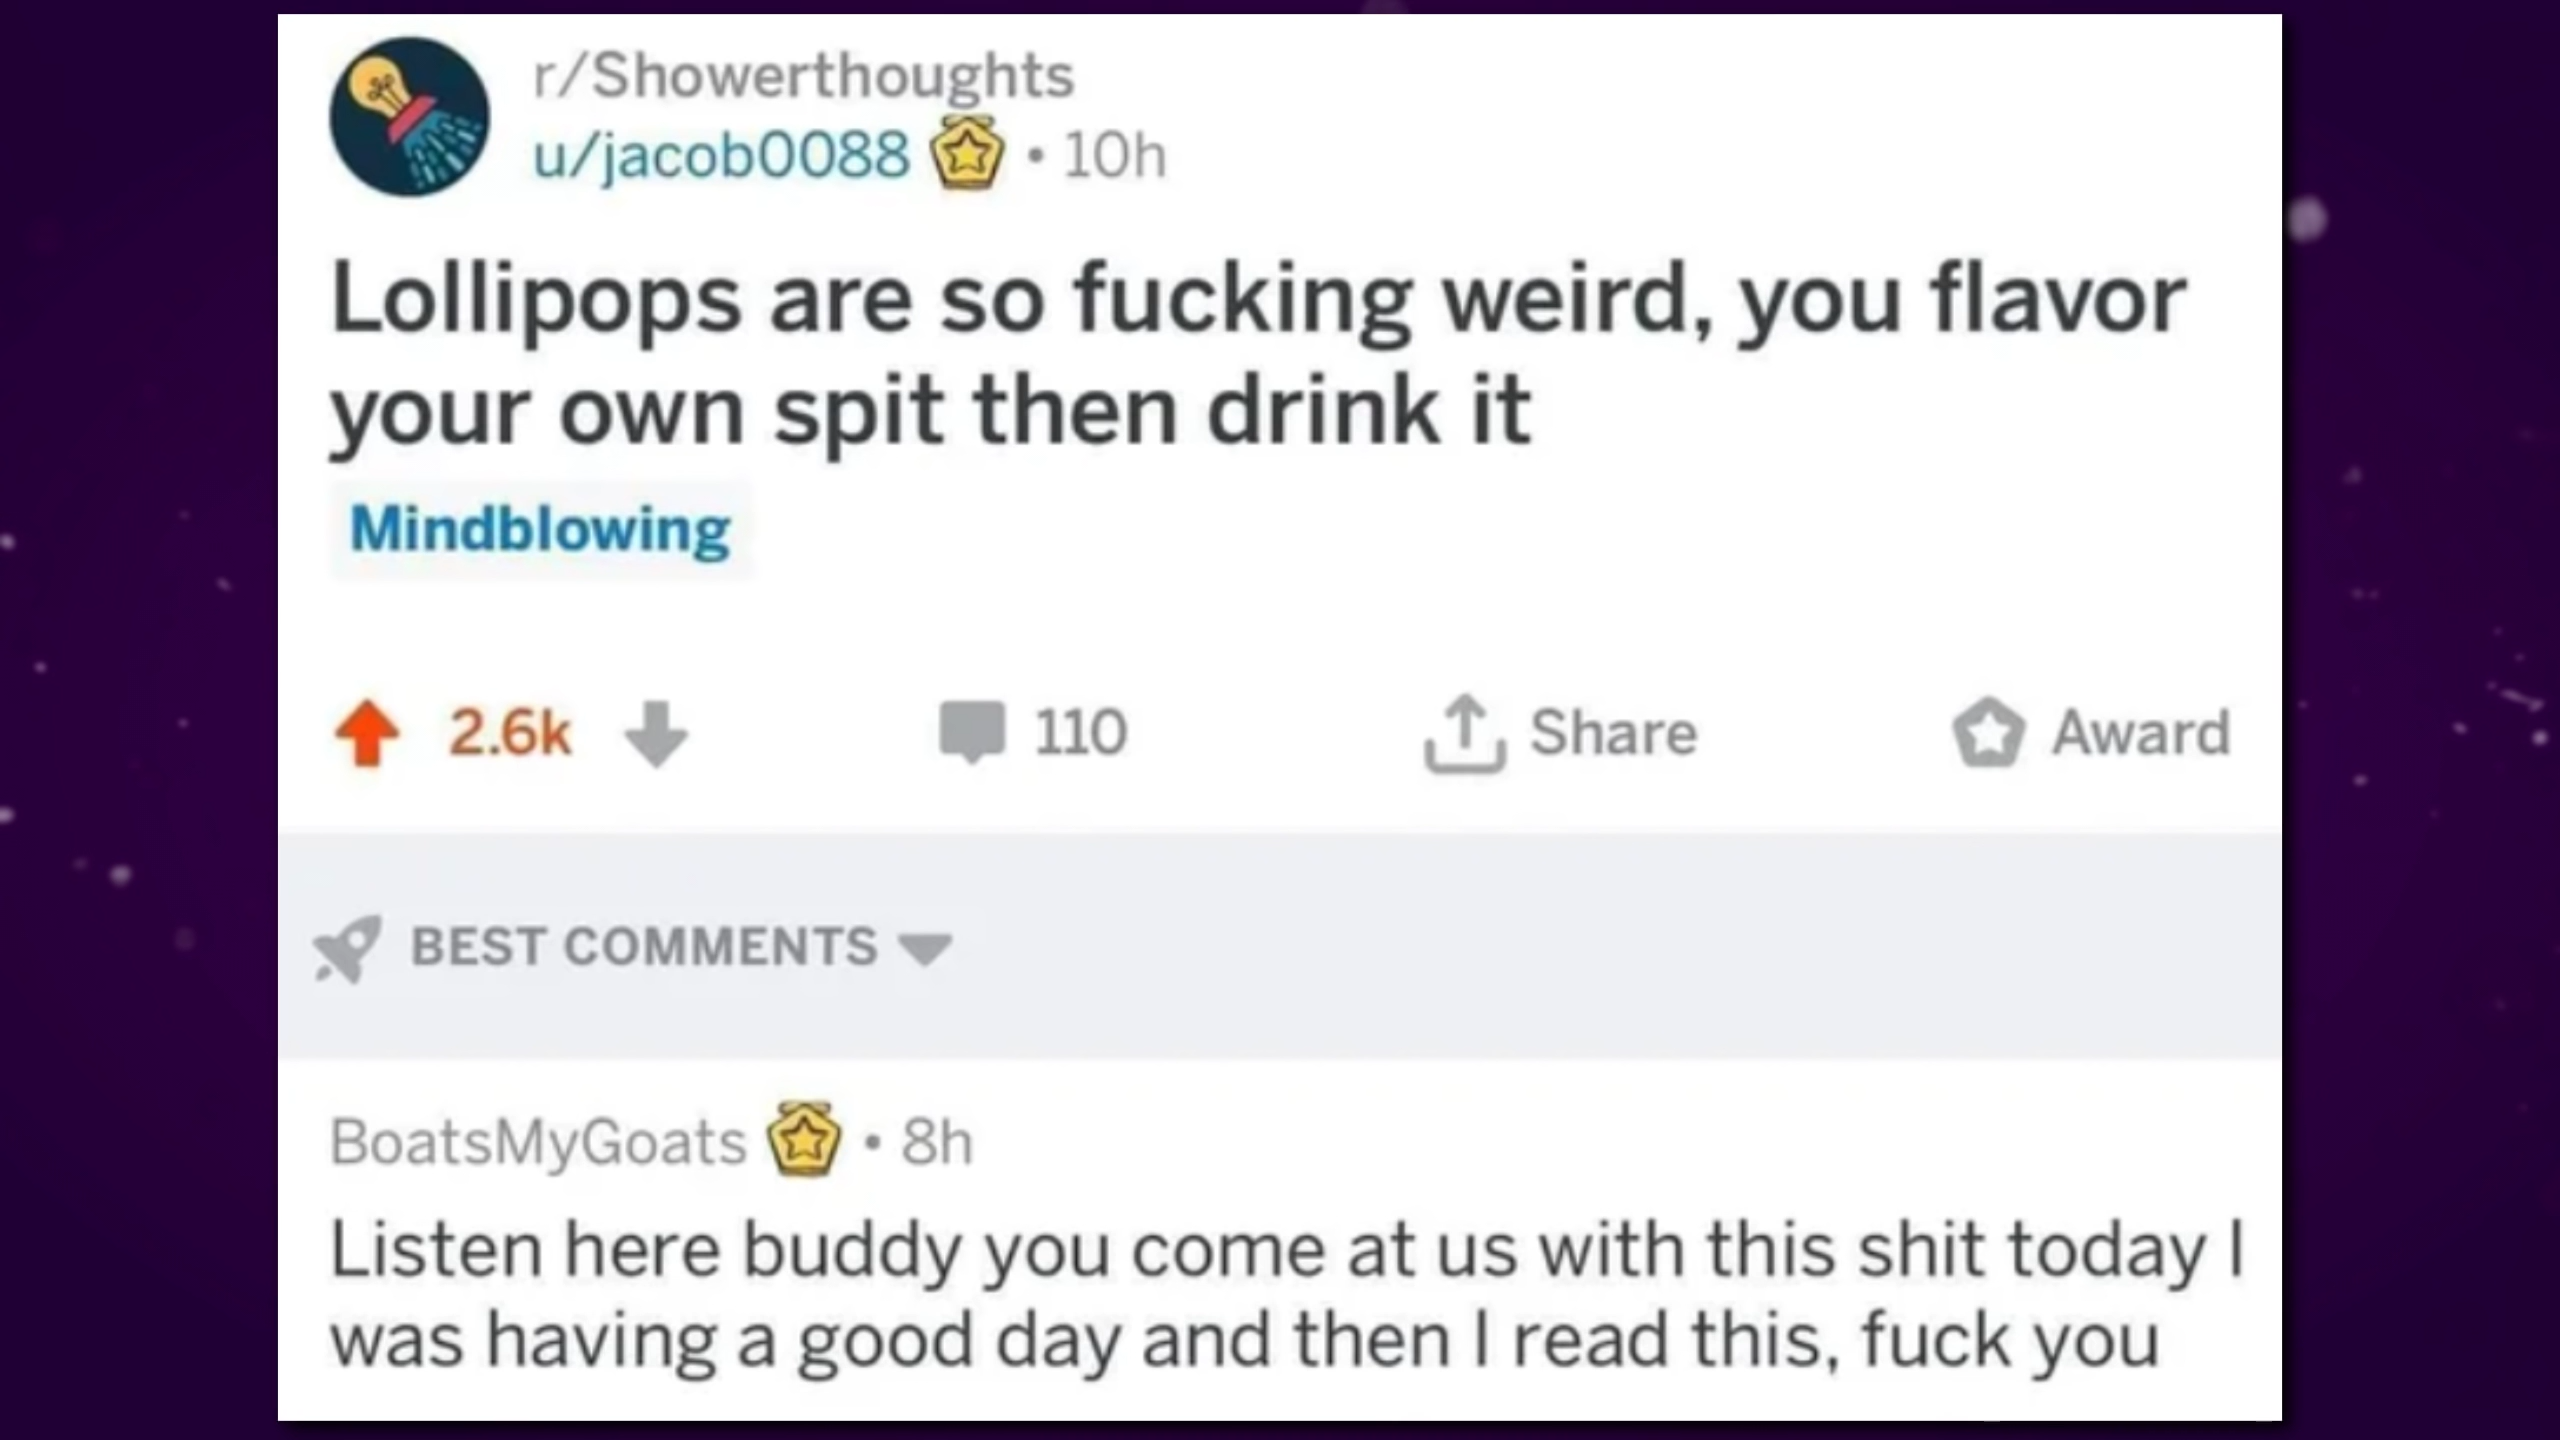 r/Showerthoughts
u/jacob0088 • 10h
Lollipops are so fucking weird, you flavor
your own spit then drink it
Mindblowing
2.6k 110 Share Award
BEST COMMENTS
BoatsMyGoats • 8h
Listen here buddy you come at us with this shit today I
was having a good day and then I read this, fuck you